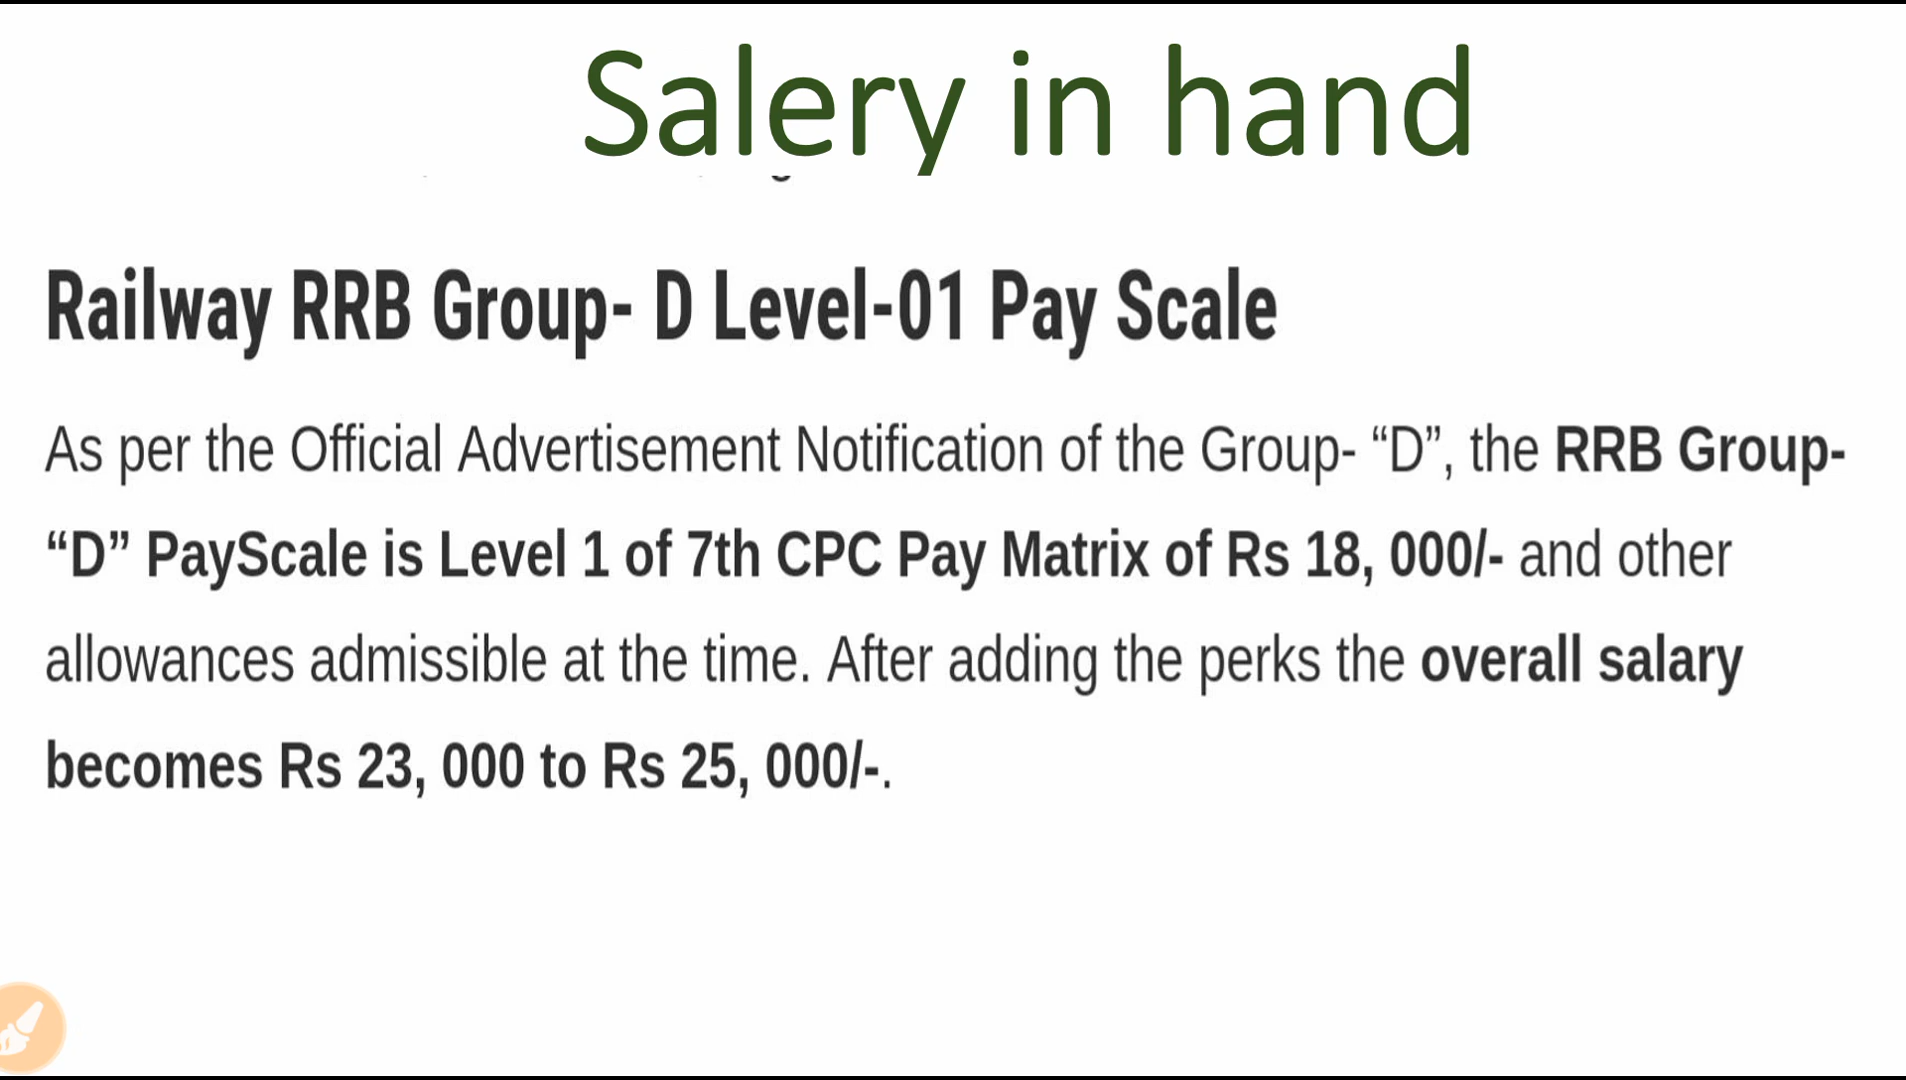 Salery in hand
Railway RRB Group- D Level-01 Pay Scale
As per the Official Advertisement Notification of the Group- “D”, the RRB Group-
“D” PayScale is Level 1 of 7th CPC Pay Matrix of Rs 18, 000/- and other
allowances admissible at the time. After adding the perks the overall salary
becomes Rs 23, 000 to Rs 25, 000/-.